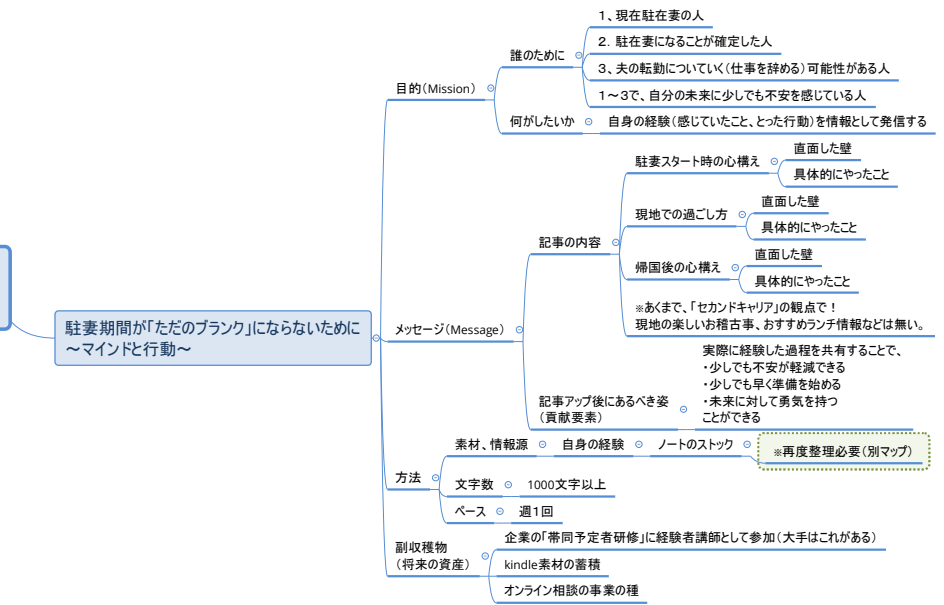 駐妻期間が「ただのブランク」にならないために
～マインドと行動～
目的（Mission）
誰のために
１、現在駐在妻の人
２．駐在妻になることが確定した人
３、夫の転勤についていく（仕事を辞める）可能性がある人
１～３で、自分の未来に少しでも不安を感じている人
何がしたいか
自身の経験（感じていたこと、とった行動）を情報として発信する
メッセージ（Message）
記事の内容
駐妻スタート時の心構え
直面した壁
具体的にやったこと
現地での過ごし方
直面した壁
具体的にやったこと
帰国後の心構え
直面した壁
具体的にやったこと
※あくまで、「セカンドキャリア」の観点で！
現地の楽しいお稽古事、おすすめランチ情報などは無い。
記事アップ後にあるべき姿
（貢献要素）
実際に経験した過程を共有することで、
・少しでも不安が軽減できる
・少しでも早く準備を始める
・未来に対して勇気を持つ
ことができる
方法
素材、情報源
自身の経験
ノートのストック
※再度整理必要（別マップ）
文字数
1000文字以上
ペース
週１回
副収穫物
（将来の資産）
企業の「帯同予定者研修」に経験者講師として参加（大手はこれがある）
kindle素材の蓄積
オンライン相談の事業の種